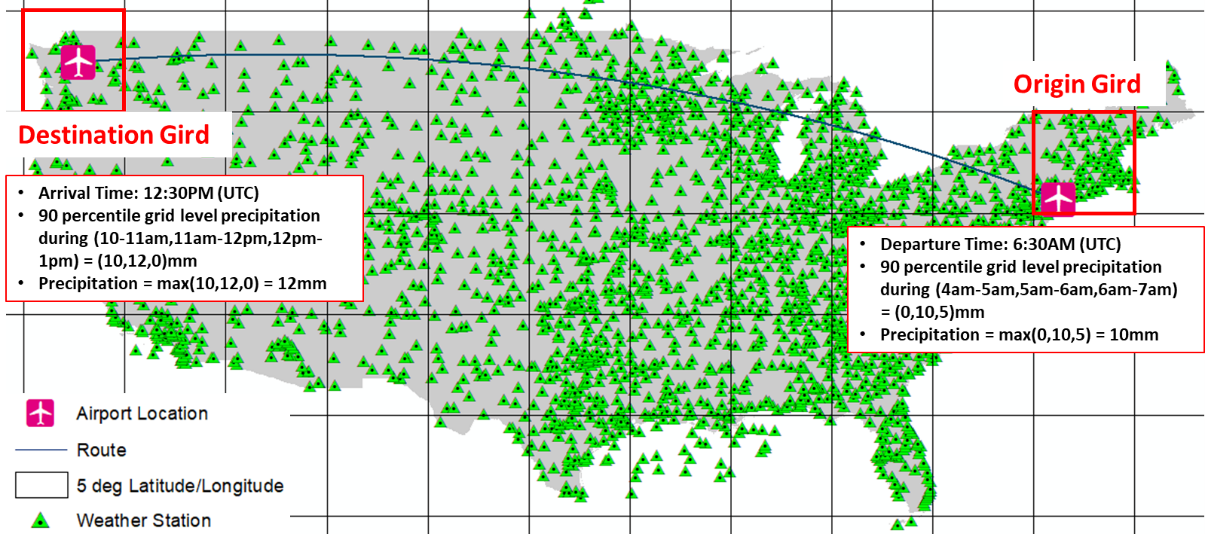 Origin Gird
Destination Gird
• Arrival Time: 12:30PM (UTC)
• 90 percentile grid level precipitation
during (10-11am,11am-12pm,12pm-
1pm) = (10,12,0)mm
• Precipitation = max(10,12,0) = 12mm
• Departure Time: 6:30AM (UTC)
• 90 percentile grid level precipitation
during (4am-5am,5am-6am,6am-7am)
= (0,10,5)mm
• Precipitation = max(0,10,5) = 10mm
Airport Location
Route
5 deg Latitude/Longitude
Weather Station